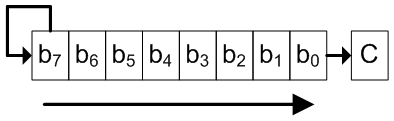 b₇ b₆ b₅ b₄ b₃ b₂ b₁ b₀ C